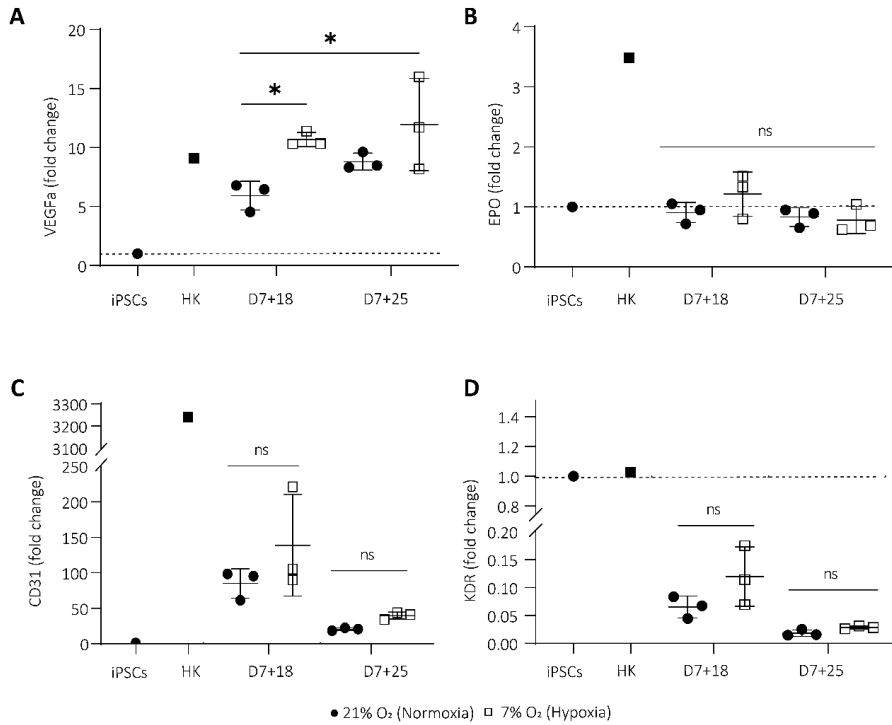 A
VEGFa (fold change)
20
15
10
5
0
*
*
iPSCs HK D7+18 D7+25
B
EPO (fold change)
4
3
2
1
0
ns
iPSCs HK D7+18 D7+25
C
CD31 (fold change)
3300
3200
3100
250
200
150
100
50
0
ns
ns
iPSCs HK D7+18 D7+25
D
KDR (fold change)
1.4
1.2
1.0
0.8
0.20
0.15
0.10
0.05
0.00
ns
ns
iPSCs HK D7+18 D7+25
21% O₂ (Normoxia) 7% O₂ (Hypoxia)